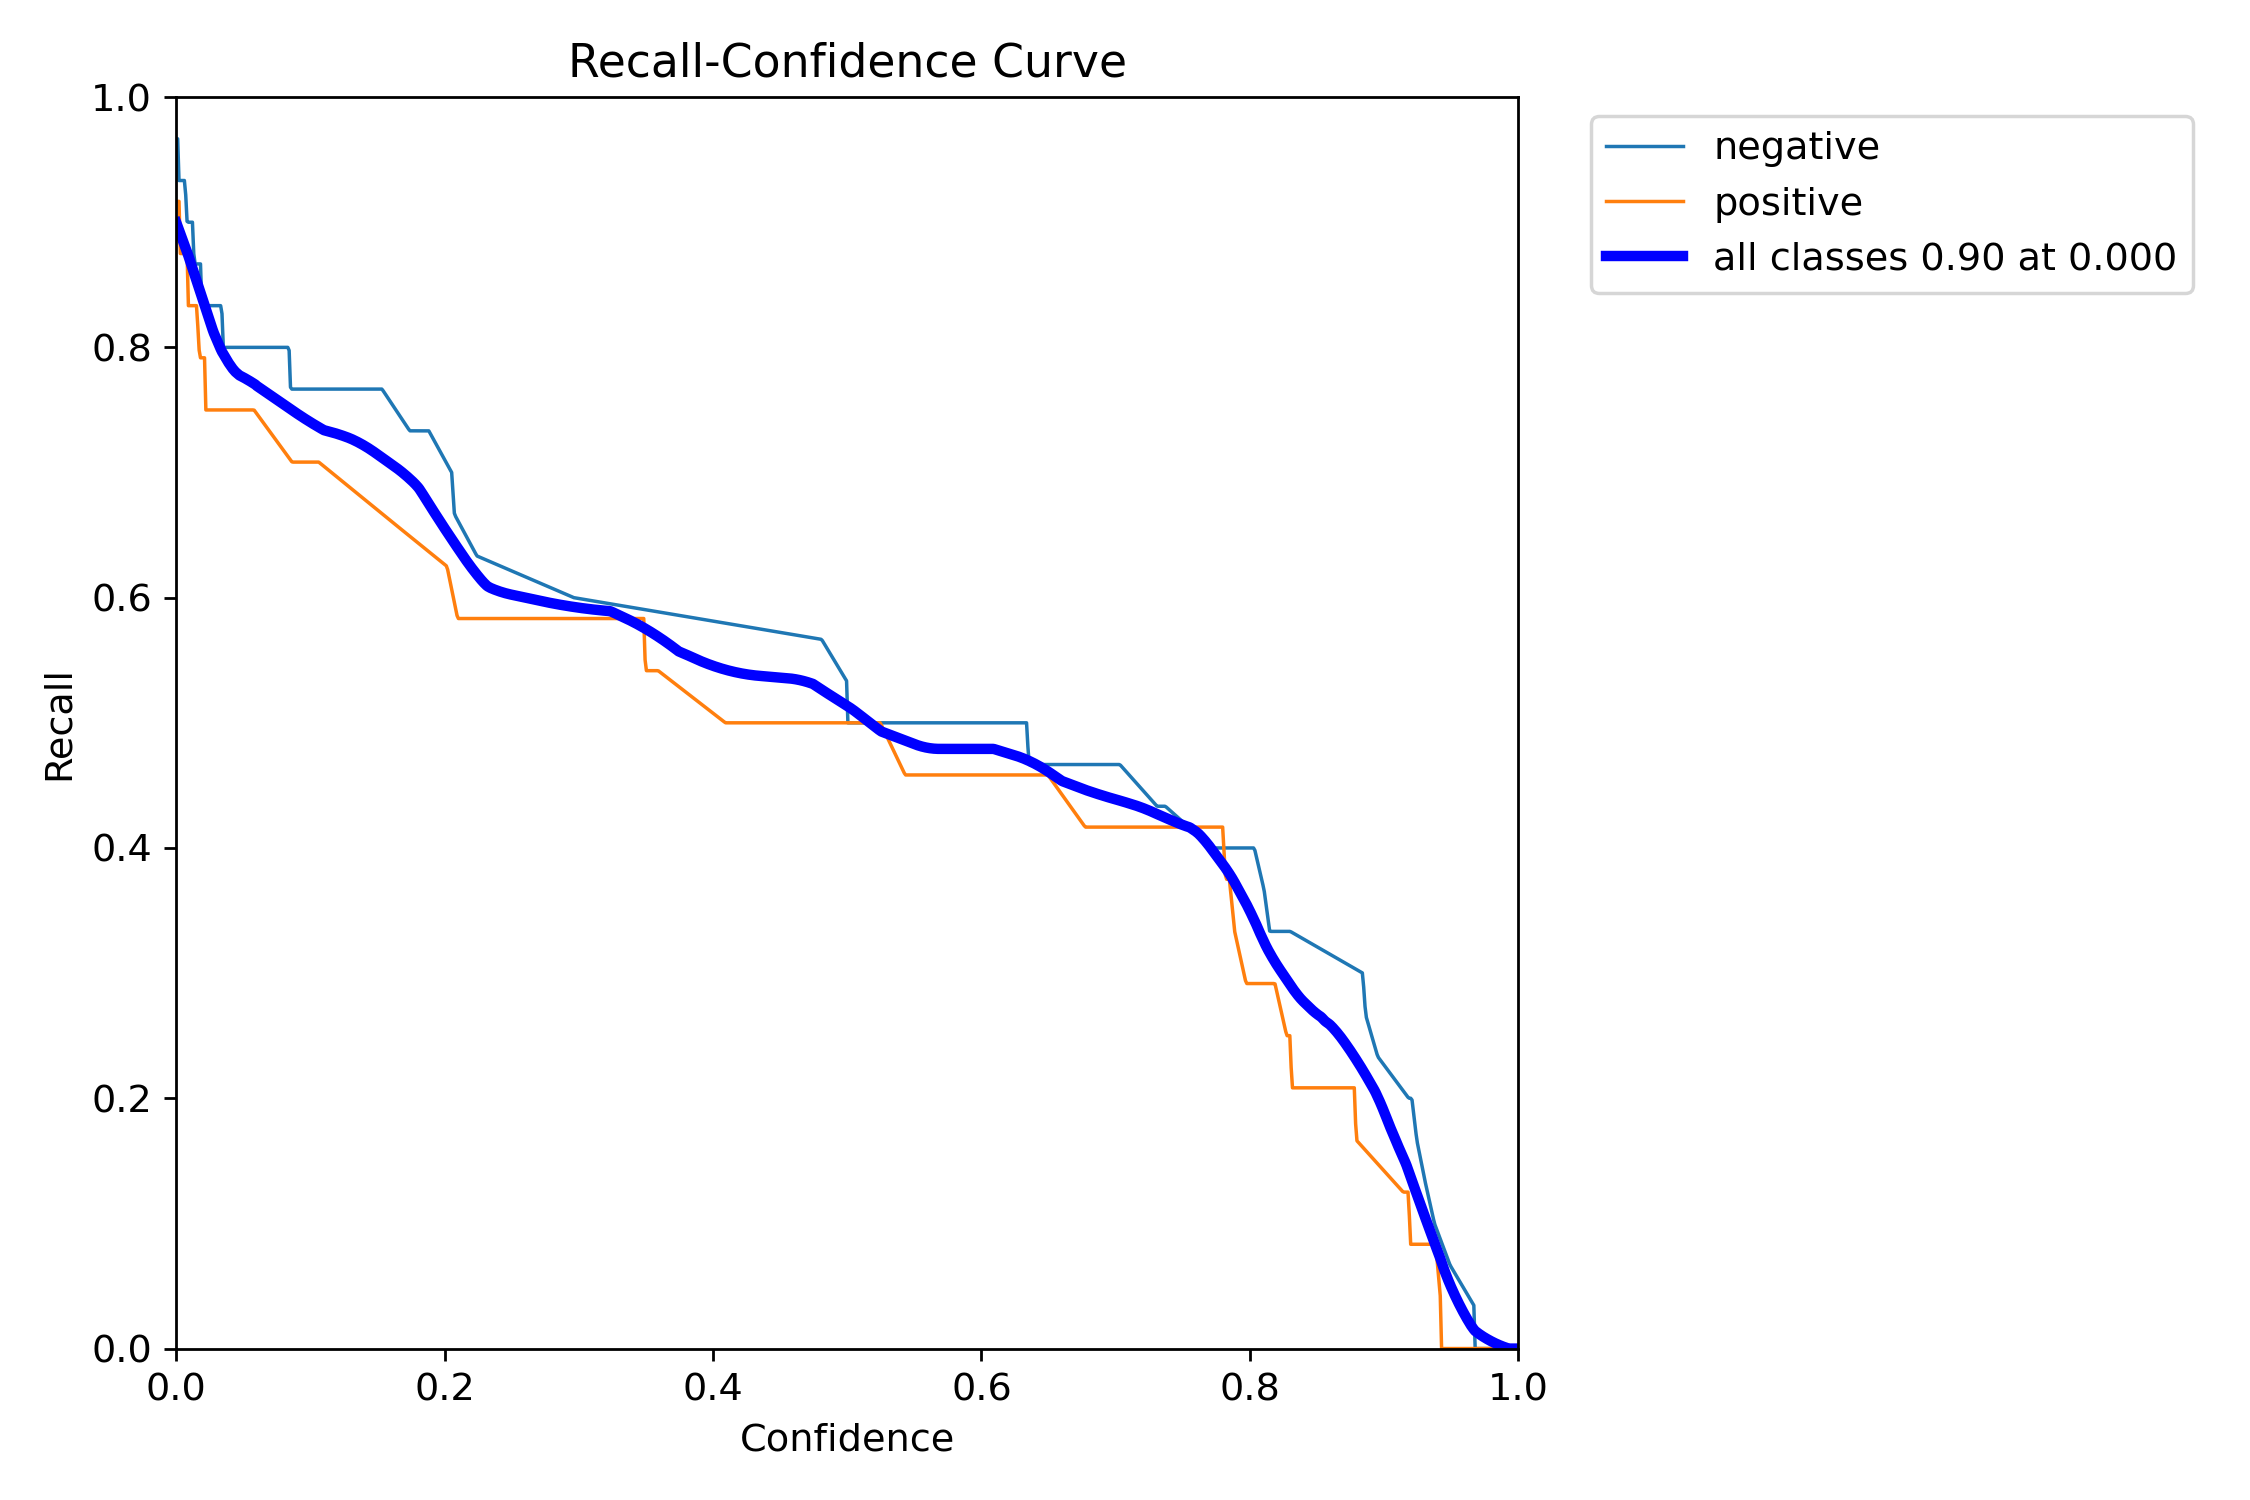 Recall-Confidence Curve
1.0
0.8
0.6
0.4
0.2
0.0
Recall
0.0 0.2 0.4 0.6 0.8 1.0
Confidence
negative
positive
all classes 0.90 at 0.000